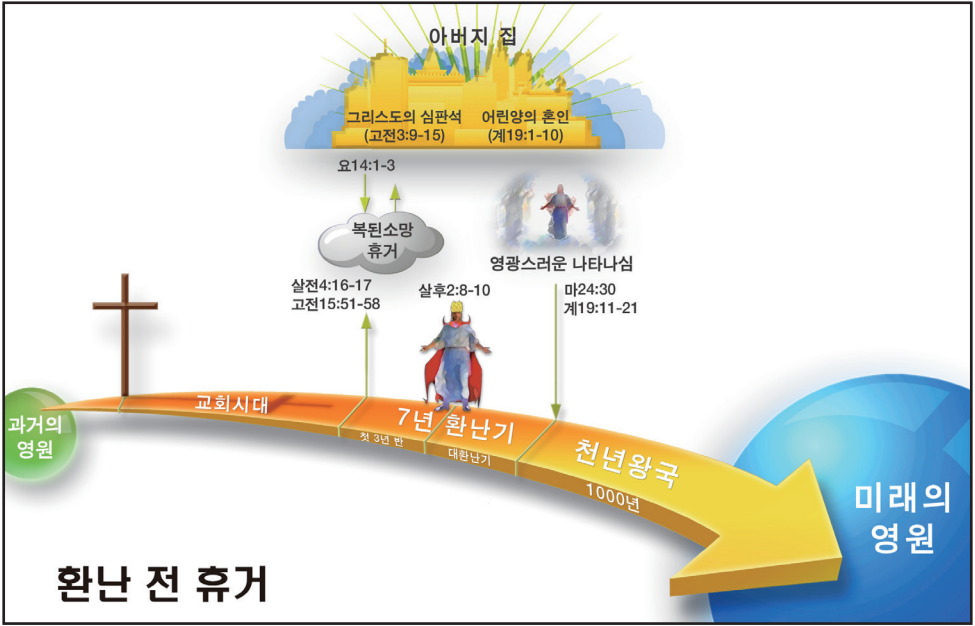 아버지 집
그리스도의 심판석
(고전3:9-15)
어린양의 혼인
(계19:1-10)
요14:1-3
복된소망
휴거
영광스러운 나타나심
살전4:16-17
고전15:51-58
살후2:8-10
마24:30
계19:11-21
과거의
영원
교회시대
7년 환난기
첫 3년 반
대환난기
천년왕국
1000년
미래의
영원
환난 전 휴거